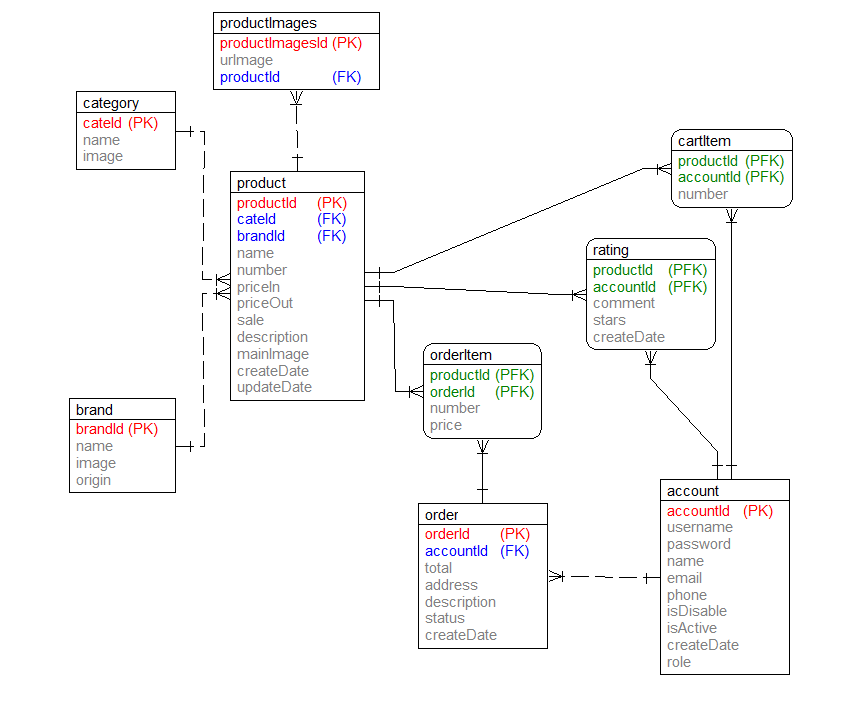 productImages
productImagesId (PK)
urlmage
productId (FK)
category
cateId (PK)
name
image
product
productId (PK)
cateId (FK)
brandId (FK)
name
number
priceIn
priceOut
sale
description
mainImage
createDate
updateDate
brand
brandId (PK)
name
image
origin
cartItem
productId (PFK)
accountId (PFK)
number
rating
productId (PFK)
accountId (PFK)
comment
stars
createDate
orderItem
productId (PFK)
orderId (PFK)
number
price
order
orderId (PK)
accountId (FK)
total
address
description
status
createDate
account
accountId (PK)
username
password
name
email
phone
isDisable
isActive
createDate
role